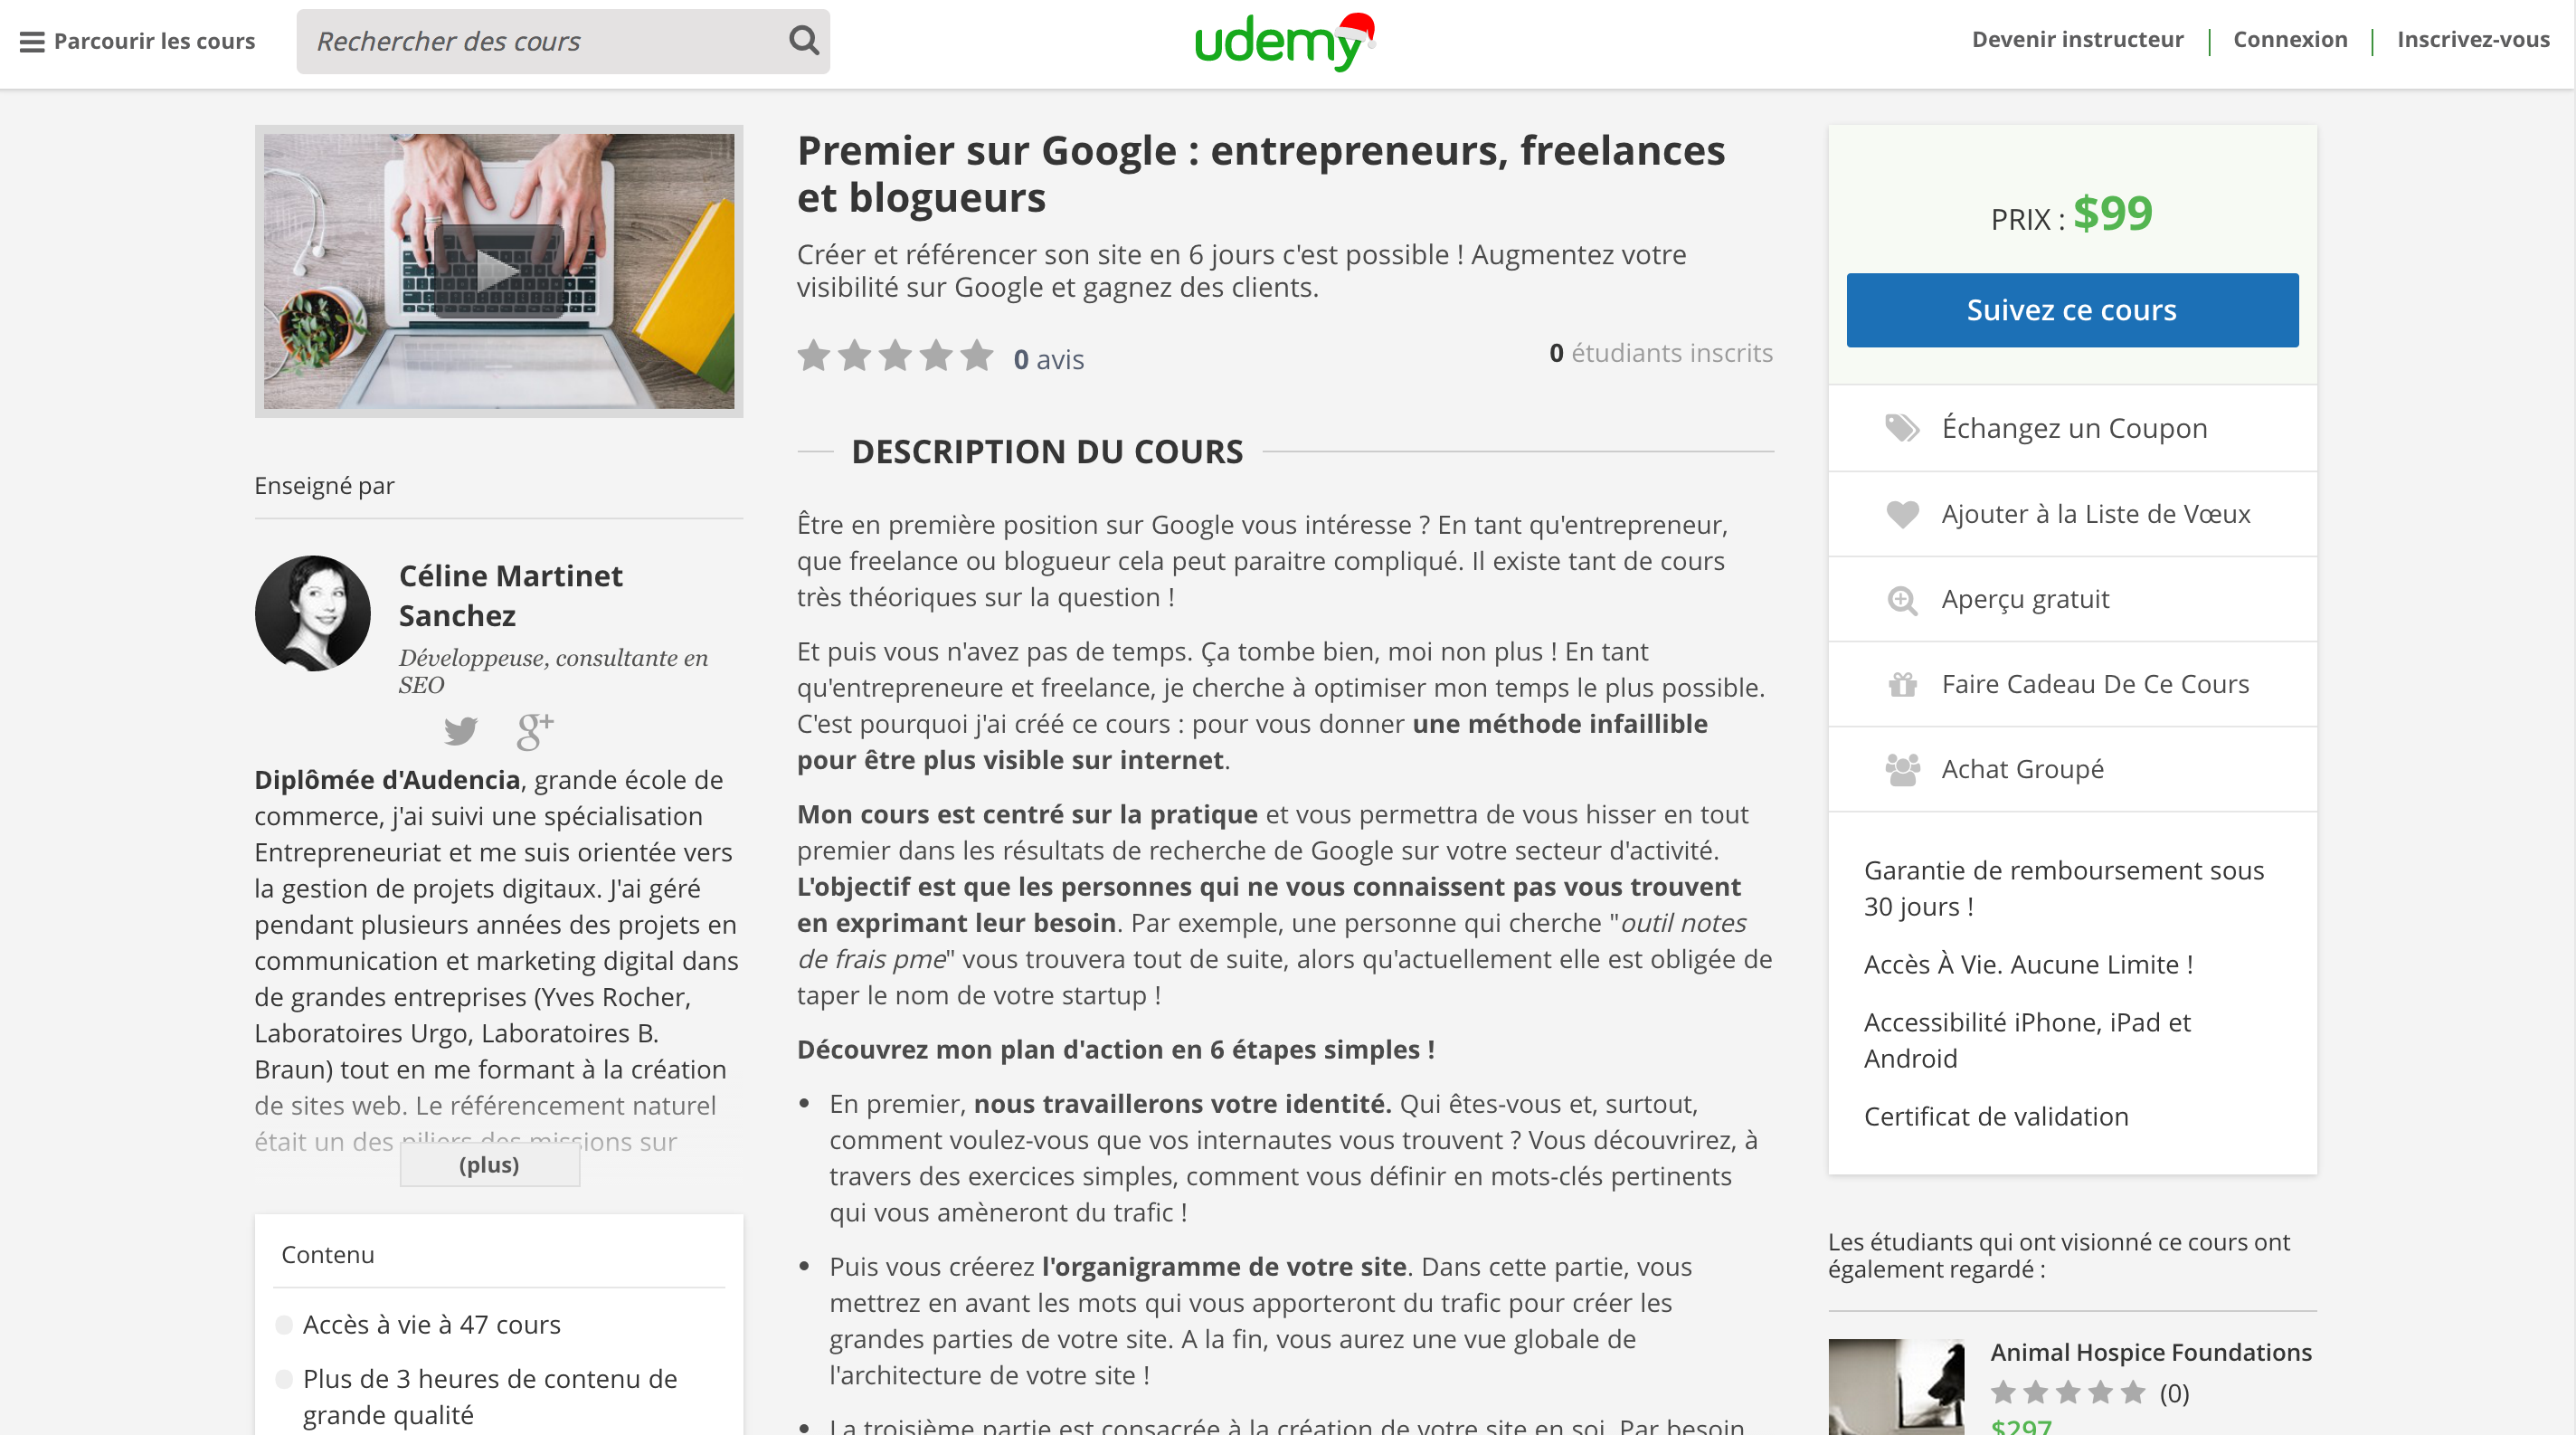 Parcourir les cours
Rechercher des cours
udemy
Devenir instructeur
Connexion
Inscrivez-vous
Premier sur Google : entrepreneurs, freelances
et blogueurs
Créer et référencer son site en 6 jours c'est possible ! Augmentez votre
visibilité sur Google et gagnez des clients.
0 avis
0 étudiants inscrits
Enseigné par
Céline Martinet
Sanchez
Développeuse, consultante en
SEO
g+
Diplômée d'Audencia, grande école de
commerce, j'ai suivi une spécialisation
Entrepreneuriat et me suis orientée vers
la gestion de projets digitaux. J'ai géré
pendant plusieurs années des projets en
communication et marketing digital dans
de grandes entreprises (Yves Rocher,
Laboratoires Urgo, Laboratoires B.
Braun) tout en me formant à la création
de sites web. Le référencement naturel
était un des piliers des missions sur
(plus)
Contenu
Accès à vie à 47 cours
Plus de 3 heures de contenu de
grande qualité
DESCRIPTION DU COURS
Être en première position sur Google vous intéresse ? En tant qu'entrepreneur,
que freelance ou blogueur cela peut paraitre compliqué. Il existe tant de cours
très théoriques sur la question !
Et puis vous n'avez pas de temps. Ça tombe bien, moi non plus ! En tant
qu'entrepreneure et freelance, je cherche à optimiser mon temps le plus possible.
C'est pourquoi j'ai créé ce cours : pour vous donner une méthode infaillible
pour être plus visible sur internet.
Mon cours est centré sur la pratique et vous permettra de vous hisser en tout
premier dans les résultats de recherche de Google sur votre secteur d'activité.
L'objectif est que les personnes qui ne vous connaissent pas vous trouvent
en exprimant leur besoin. Par exemple, une personne qui cherche "outil notes
de frais pme" vous trouvera tout de suite, alors qu'actuellement elle est obligée de
taper le nom de votre startup !
Découvrez mon plan d'action en 6 étapes simples !
• En premier, nous travaillerons votre identité. Qui êtes-vous et, surtout,
comment voulez-vous que vos internautes vous trouvent ? Vous découvrirez, à
travers des exercices simples, comment vous définir en mots-clés pertinents
qui vous amèneront du trafic !
• Puis vous créerez l'organigramme de votre site. Dans cette partie, vous
mettrez en avant les mots qui vous apporteront du trafic pour créer les
grandes parties de votre site. A la fin, vous aurez une vue globale de
l'architecture de votre site !
• La troisième partie est consacrée à la création de votre site en soi. Par besoin
PRIX : $99
Suivez ce cours
Échangez un Coupon
Ajouter à la Liste de Vœux
Aperçu gratuit
Faire Cadeau De Ce Cours
Achat Groupé
Garantie de remboursement sous
30 jours !
Accès À Vie. Aucune Limite !
Accessibilité iPhone, iPad et
Android
Certificat de validation
Les étudiants qui ont visionné ce cours ont
également regardé :
Animal Hospice Foundations
(0)
$297